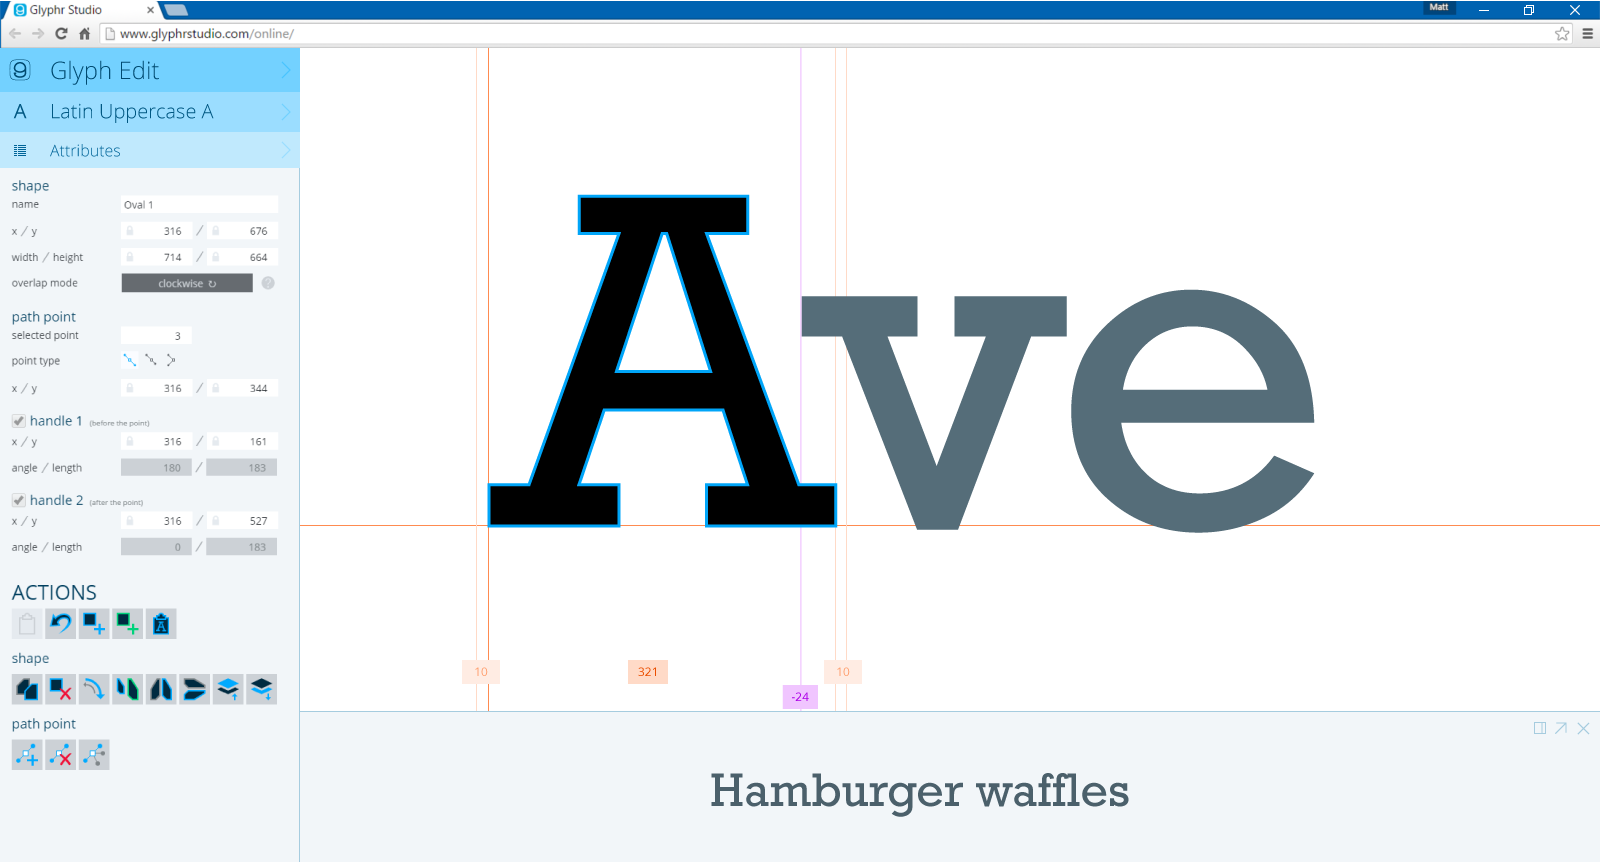 Glyphr Studio
Matt
www.glyphrstudio.com/online/
Glyph Edit
A Latin Uppercase A
Attributes
shape
name Oval 1
x / y 316 / 676
width / height 714 / 664
overlap mode clockwise ↻ ?
path point
selected point 3
point type
x / y 316 / 344
handle 1 (before the point)
x / y 316 / 161
angle / length 180 / 183
handle 2 (after the point)
x / y 316 / 527
angle / length 0 / 183
ACTIONS
shape
path point
Ave
10 321 10
-24
Hamburger waffles